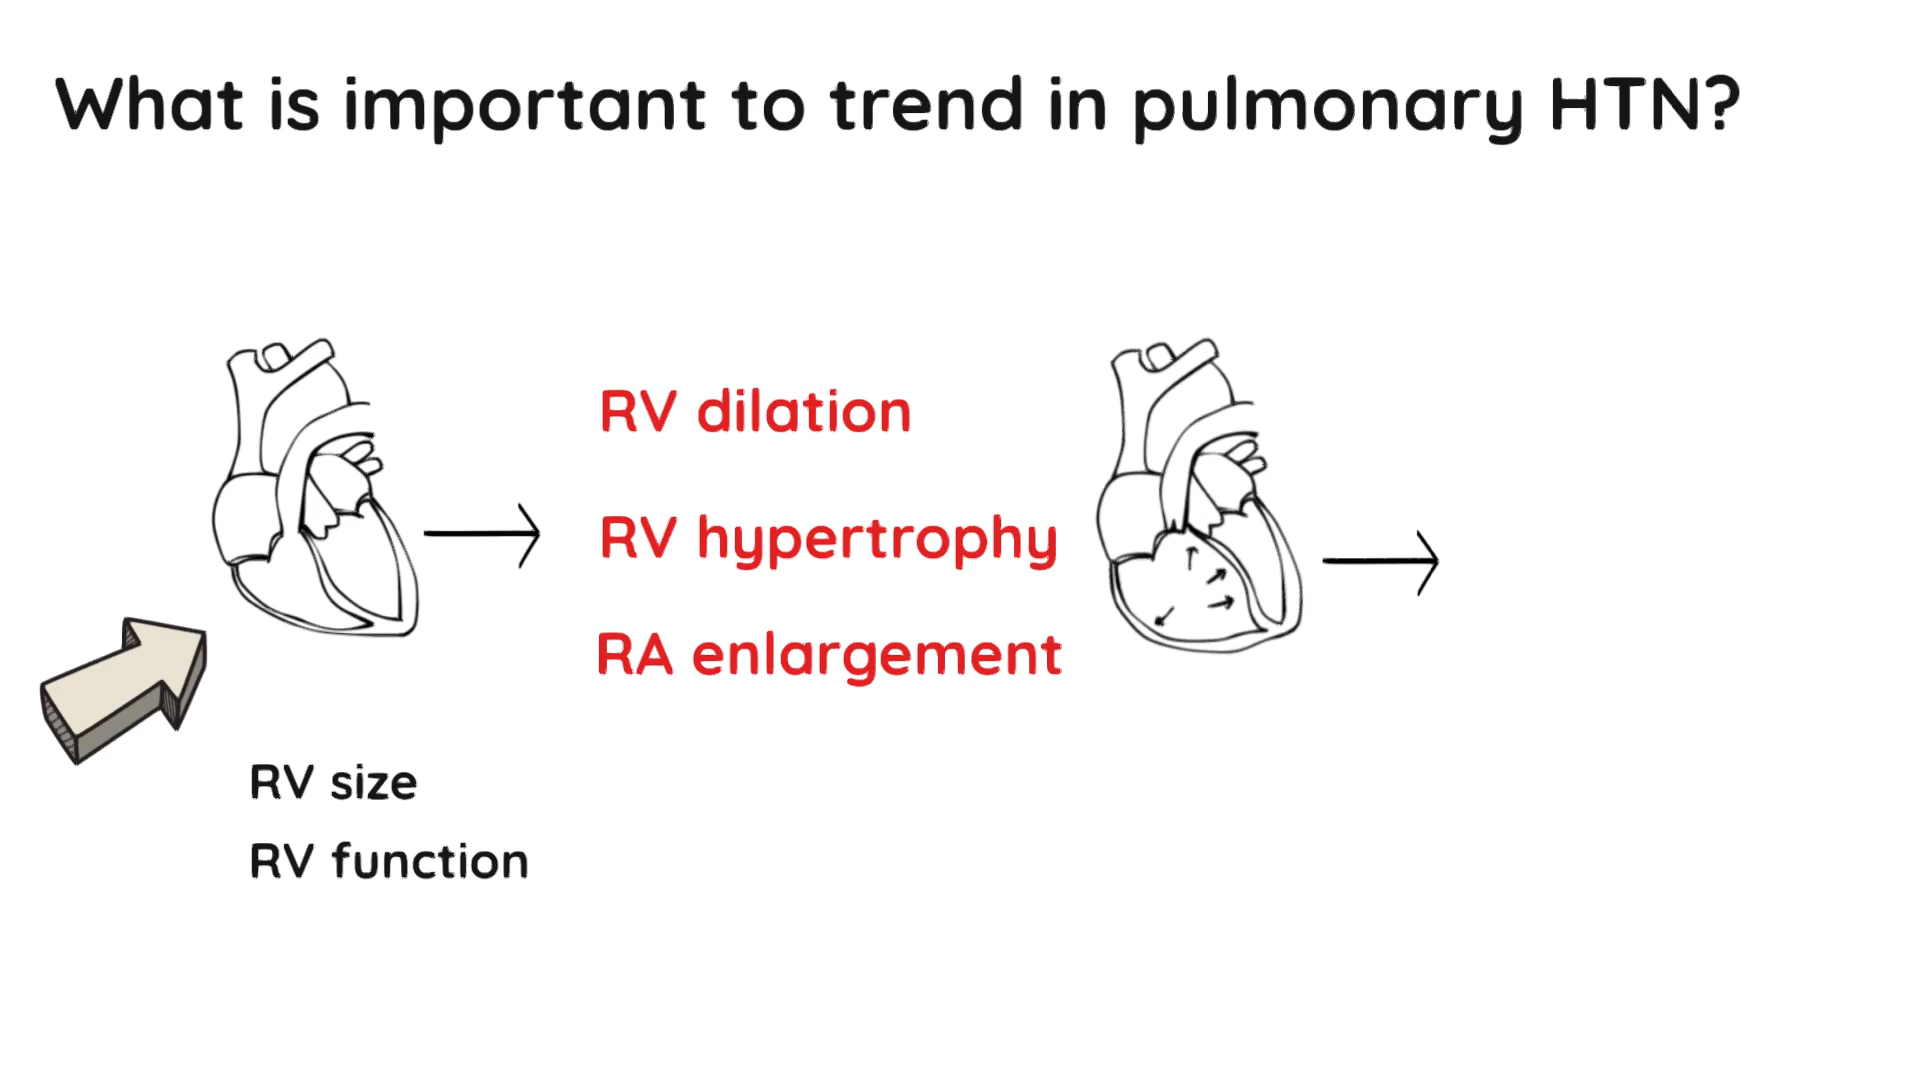 What is important to trend in pulmonary HTN?
RV dilation
RV hypertrophy
RA enlargement
RV size
RV function